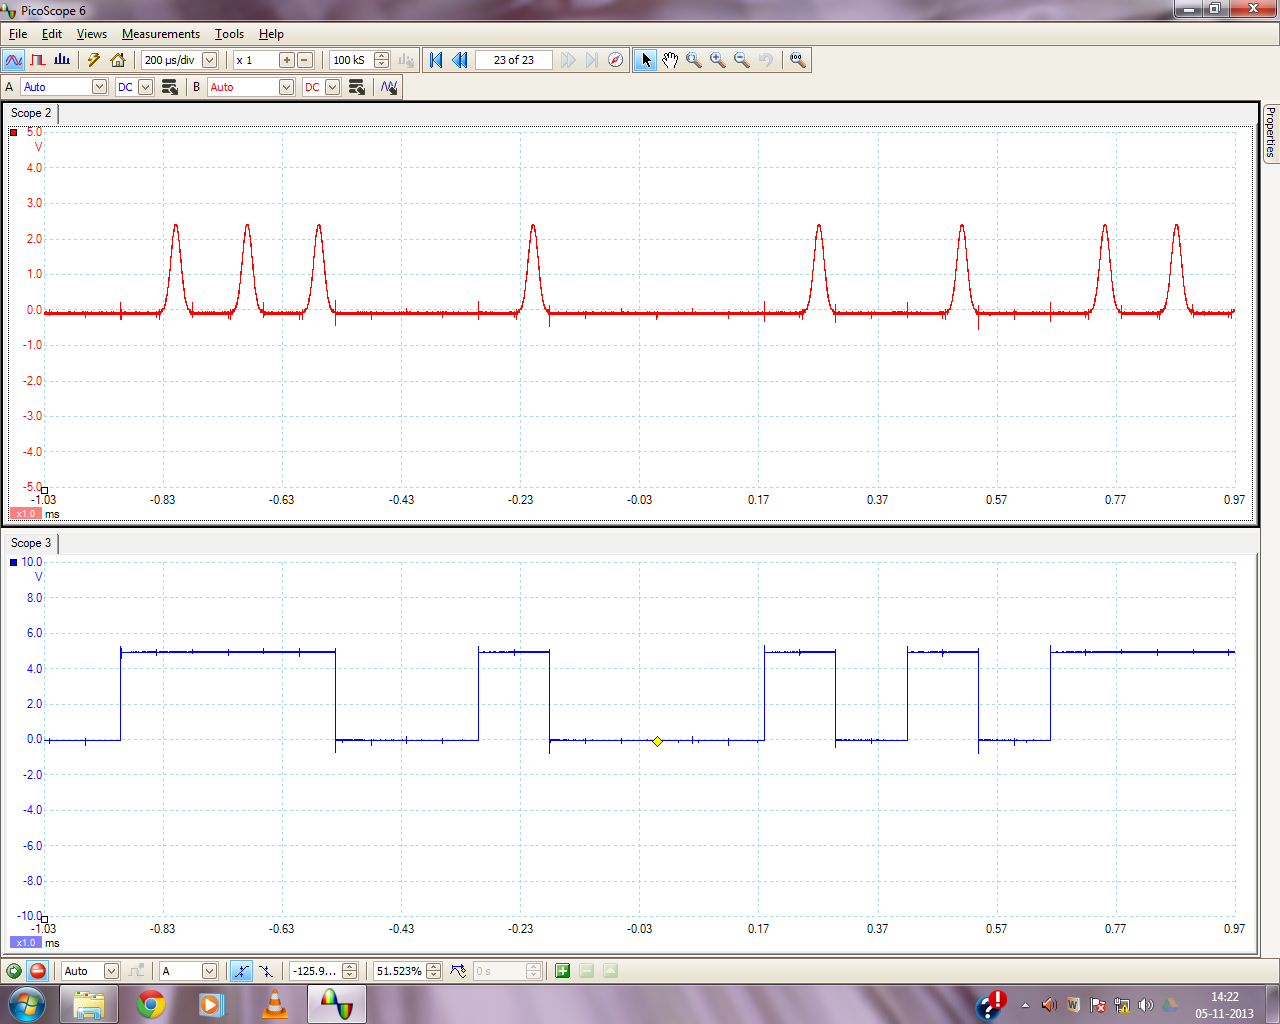 PicoScope 6
File Edit Views Measurements Tools Help
200 µs/div x 1 100 kS 23 of 23
A Auto DC B Auto DC
Properties
Scope 2
5.0
V
4.0
3.0
2.0
1.0
0.0
-1.0
-2.0
-3.0
-4.0
-5.0
-1.03 -0.83 -0.63 -0.43 -0.23 -0.03 0.17 0.37 0.57 0.77 0.97
x1.0 ms
Scope 3
10.0
V
8.0
6.0
4.0
2.0
0.0
-2.0
-4.0
-6.0
-8.0
-10.0
-1.03 -0.83 -0.63 -0.43 -0.23 -0.03 0.17 0.37 0.57 0.77 0.97
x1.0 ms
Auto A -125.9... 51.523% 0 s
14:22
05-11-2013